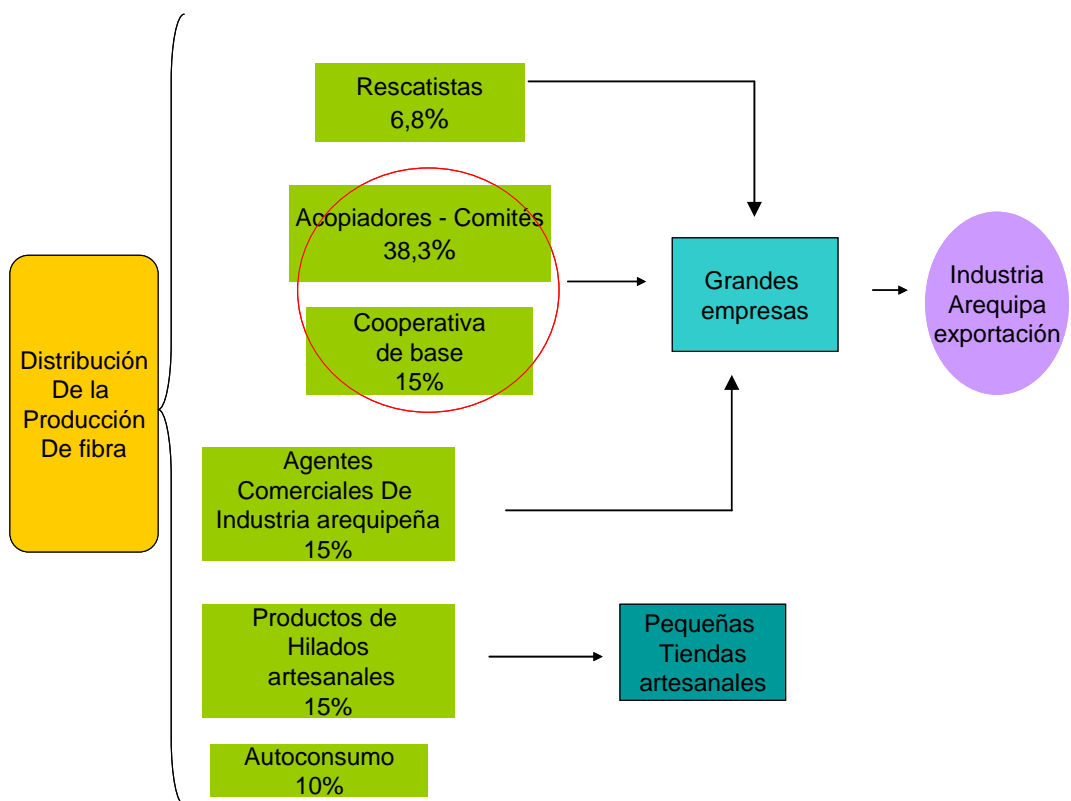 Distribución
De la
Producción
De fibra
Rescatistas
6,8%
Acopiadores - Comités
38,3%
Cooperativa
de base
15%
Agentes
Comerciales De
Industria arequipeña
15%
Productos de
Hilados
artesanales
15%
Autoconsumo
10%
Grandes
empresas
Pequeñas
Tiendas
artesanales
Industria
Arequipa
exportación